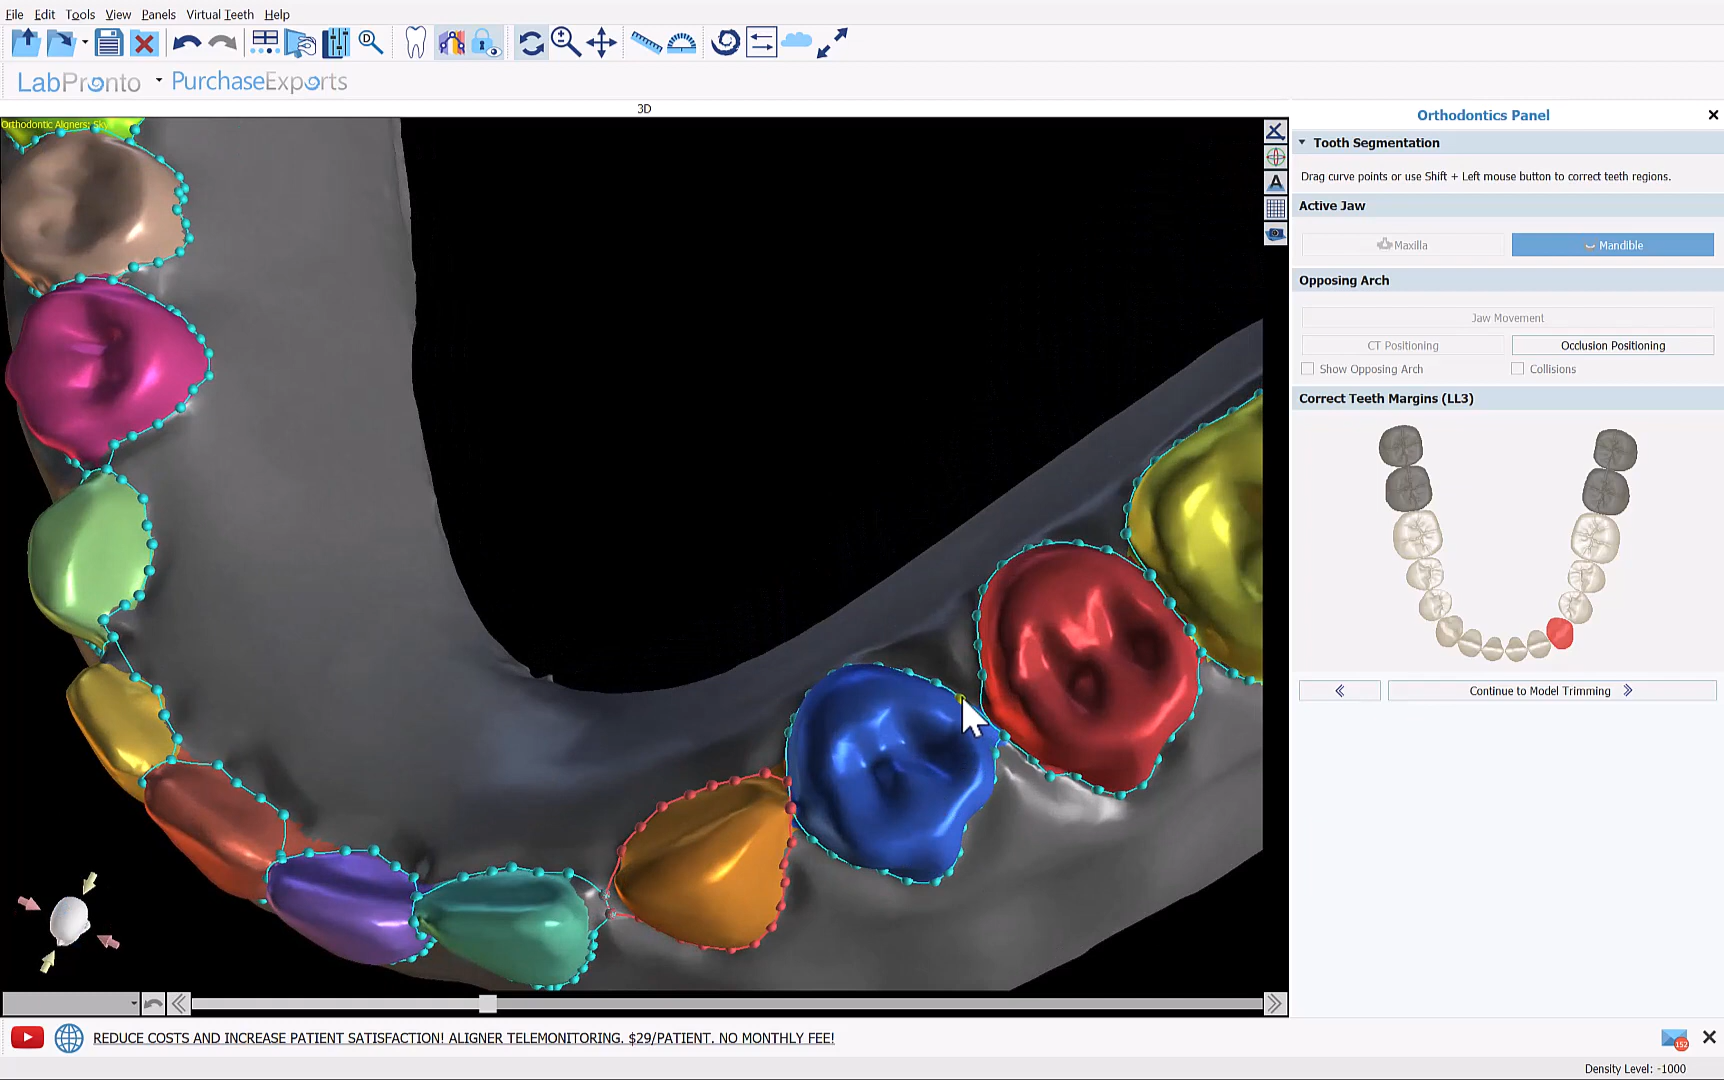 File Edit Tools View Panels Virtual Teeth Help
LabPronto PurchaseExports
3D
Orthodontics Panel
Tooth Segmentation
Drag curve points or use Shift + Left mouse button to correct teeth regions.
Active Jaw
Maxilla Mandible
Opposing Arch
Jaw Movement
CT Positioning Occlusion Positioning
Show Opposing Arch Collisions
Correct Teeth Margins (LL3)
Continue to Model Trimming
Orthodontic Aligners:
A
REDUCE COSTS AND INCREASE PATIENT SATISFACTION! ALIGNER TELEMONITORING. $29/PATIENT. NO MONTHLY FEE!
152
Density Level: -1000